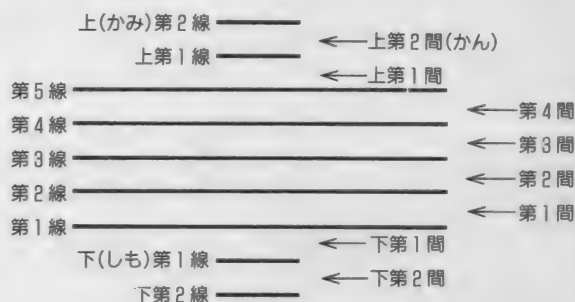 上(かみ)第2線
←上第2間(かん)
上第1線
←上第1間
第5線
←第4間
第4線
←第3間
第3線
←第2間
第2線
←第1間
第1線
←下第1間
下(しも)第1線
←下第2間
下第2線